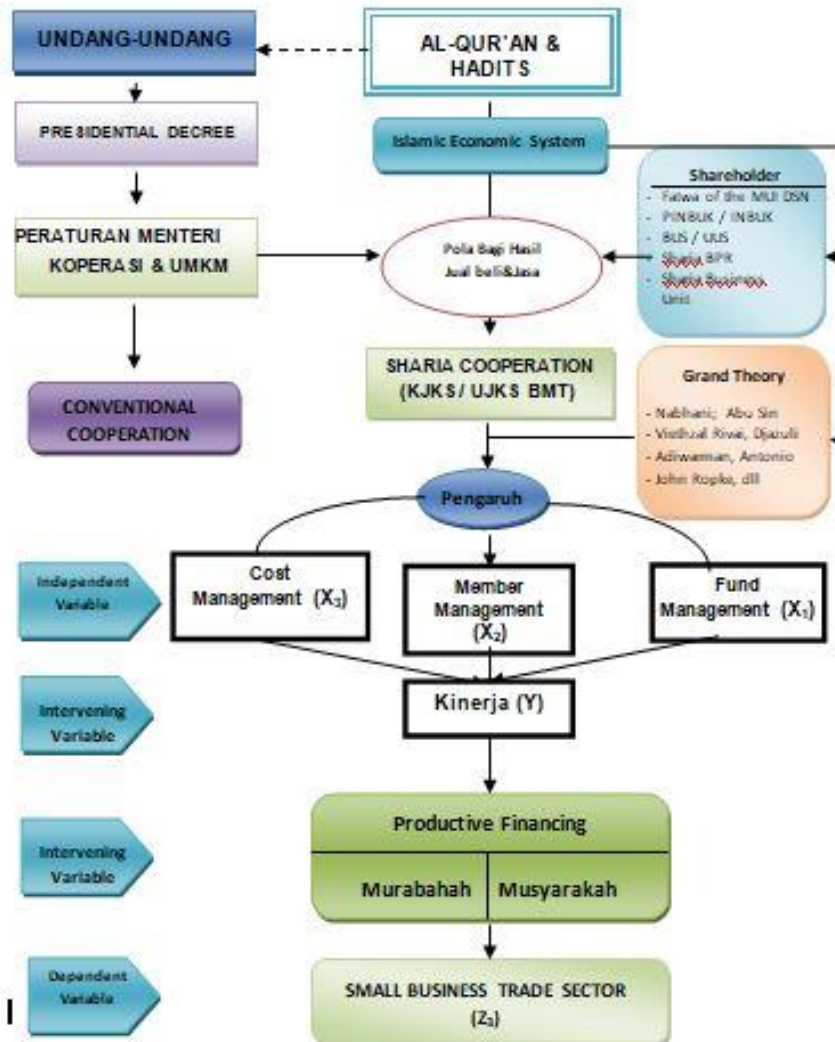 UNDANG-UNDANG
AL-QUR'AN &
HADITS
PRESIDENTIAL DECREE
Islamic Economic System
Shareholder
- Fatwa of the MUI DSN
- PINBUK / INBUK
- BUS / UUS
- Sharia BPR
- Sharia Business
Unit
PERATURAN MENTERI
KOPERASI & UMKM
Pola Bagi Hasil
Jual beli&Jasa
SHARIA COOPERATION
(KJKS/ UJKS BMT)
CONVENTIONAL
COOPERATION
Grand Theory
- Nabhani; Abu Sin
- Rivai, Djazuli
- Adiwarman, Antonio
- John Ropke, dll
Pengaruh
Independent
Variable
Cost
Management (X₃)
Member
Management
(X₂)
Fund
Management (X₁)
Intervening
Variable
Kinerja (Y)
Intervening
Variable
Productive Financing
Murabahah
Musyarakah
Dependent
Variable
SMALL BUSINESS TRADE SECTOR
I